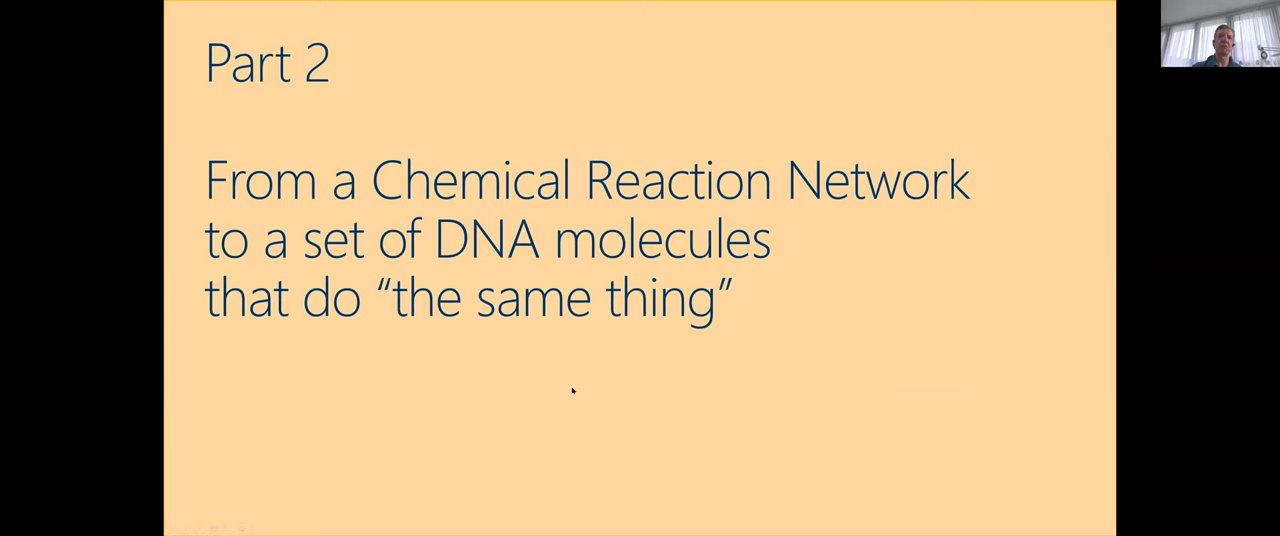 Part 2
From a Chemical Reaction Network
to a set of DNA molecules
that do “the same thing”